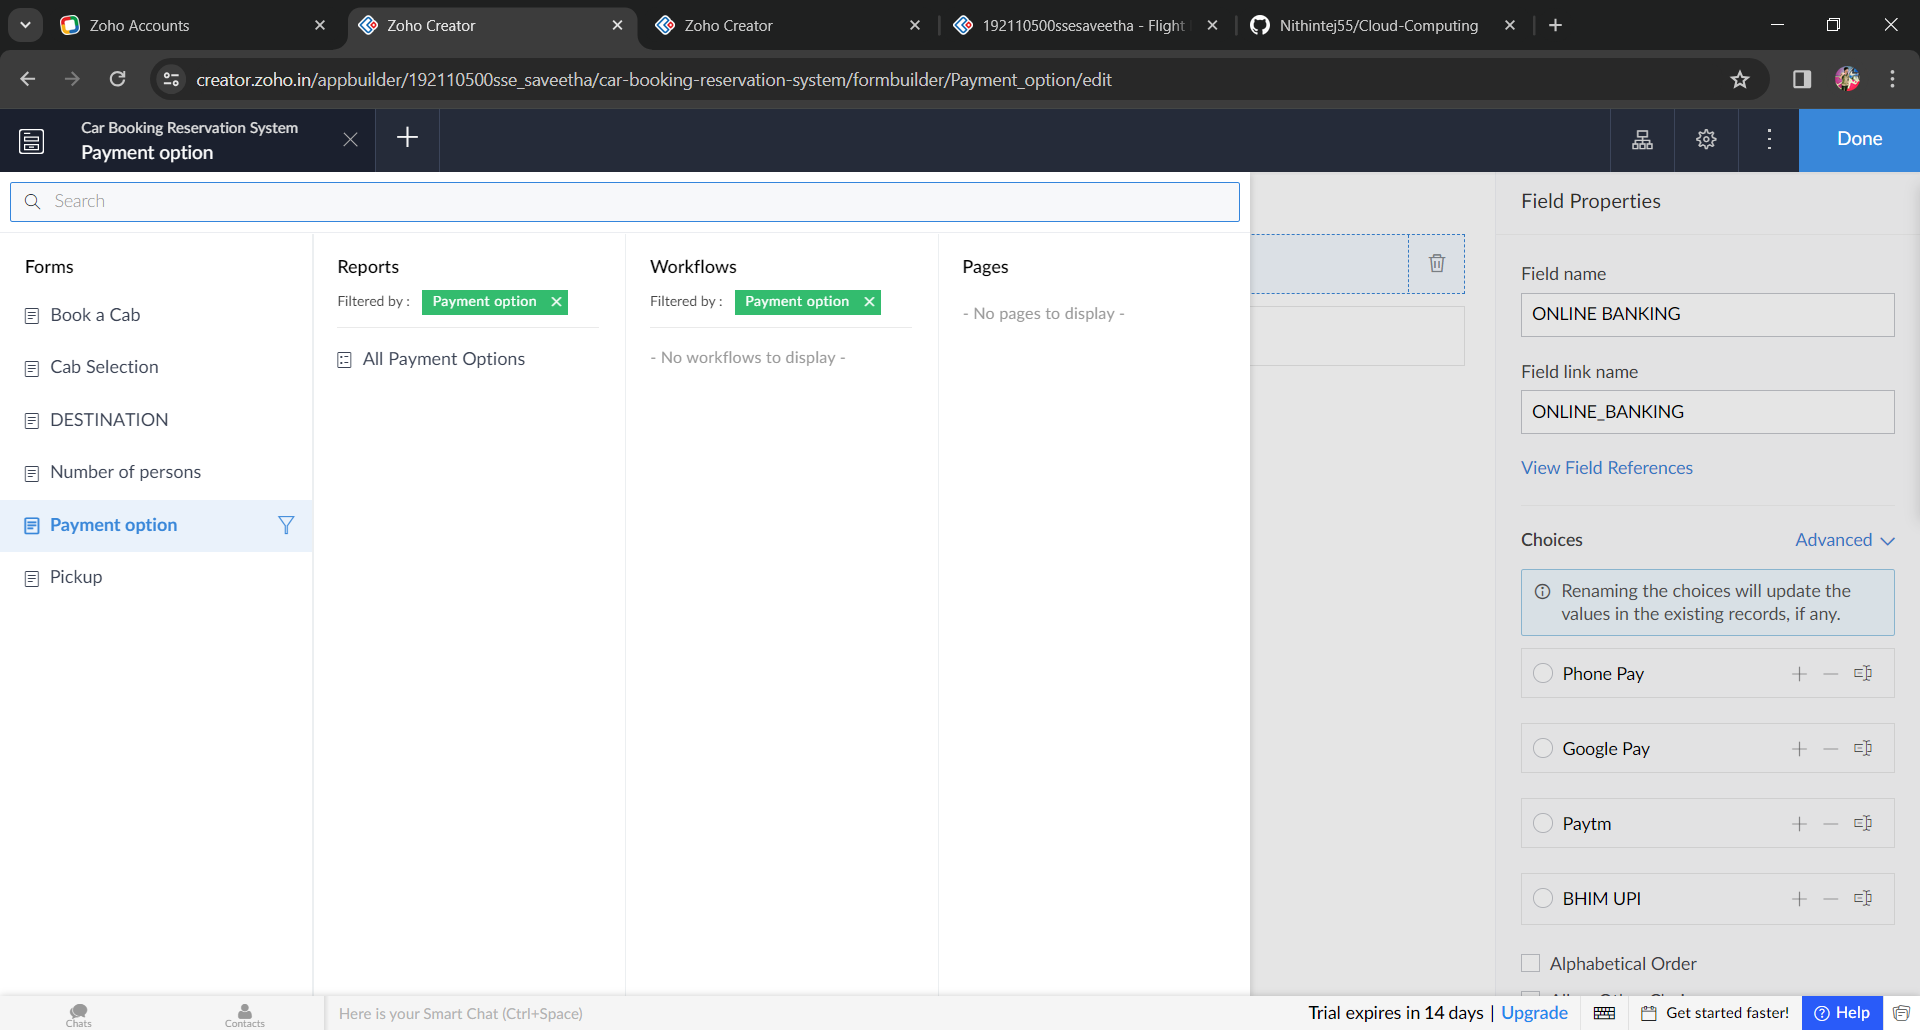 Zoho Accounts
Zoho Creator
Zoho Creator
192110500ssesaveetha - Flight
Nithintej55/Cloud-Computing
creator.zoho.in/appbuilder/192110500sse_saveetha/car-booking-reservation-system/formbuilder/Payment_option/edit
Car Booking Reservation System
Payment option
Done
Search
Forms
Book a Cab
Cab Selection
DESTINATION
Number of persons
Payment option
Pickup
Reports
Filtered by : Payment option
All Payment Options
Workflows
Filtered by : Payment option
- No workflows to display -
Pages
- No pages to display -
Field Properties
Field name
ONLINE BANKING
Field link name
ONLINE_BANKING
View Field References
Choices
Advanced
Renaming the choices will update the
values in the existing records, if any.
Phone Pay
Google Pay
Paytm
BHIM UPI
Alphabetical Order
Chats
Contacts
Here is your Smart Chat (Ctrl+Space)
Trial expires in 14 days | Upgrade
Get started faster!
Help